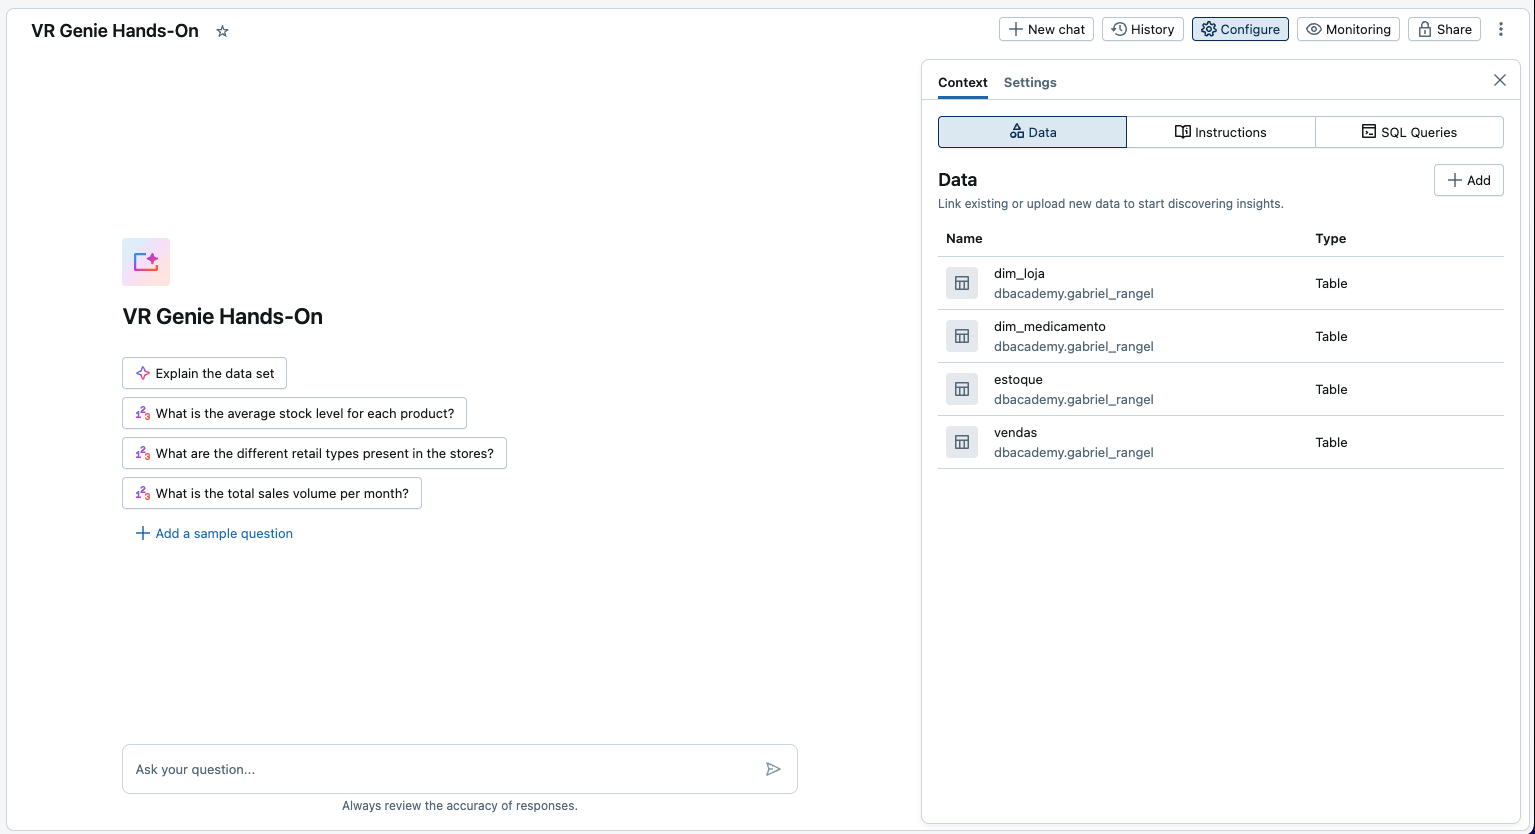 VR Genie Hands-On
New chat
History
Configure
Monitoring
Share
Context
Settings
Data
Instructions
SQL Queries
Data
Add
Link existing or upload new data to start discovering insights.
Name
Type
dim_loja
dbacademy.gabriel_rangel
Table
dim_medicamento
dbacademy.gabriel_rangel
Table
estoque
dbacademy.gabriel_rangel
Table
vendas
dbacademy.gabriel_rangel
Table
VR Genie Hands-On
Explain the data set
What is the average stock level for each product?
What are the different retail types present in the stores?
What is the total sales volume per month?
Add a sample question
Ask your question...
Always review the accuracy of responses.